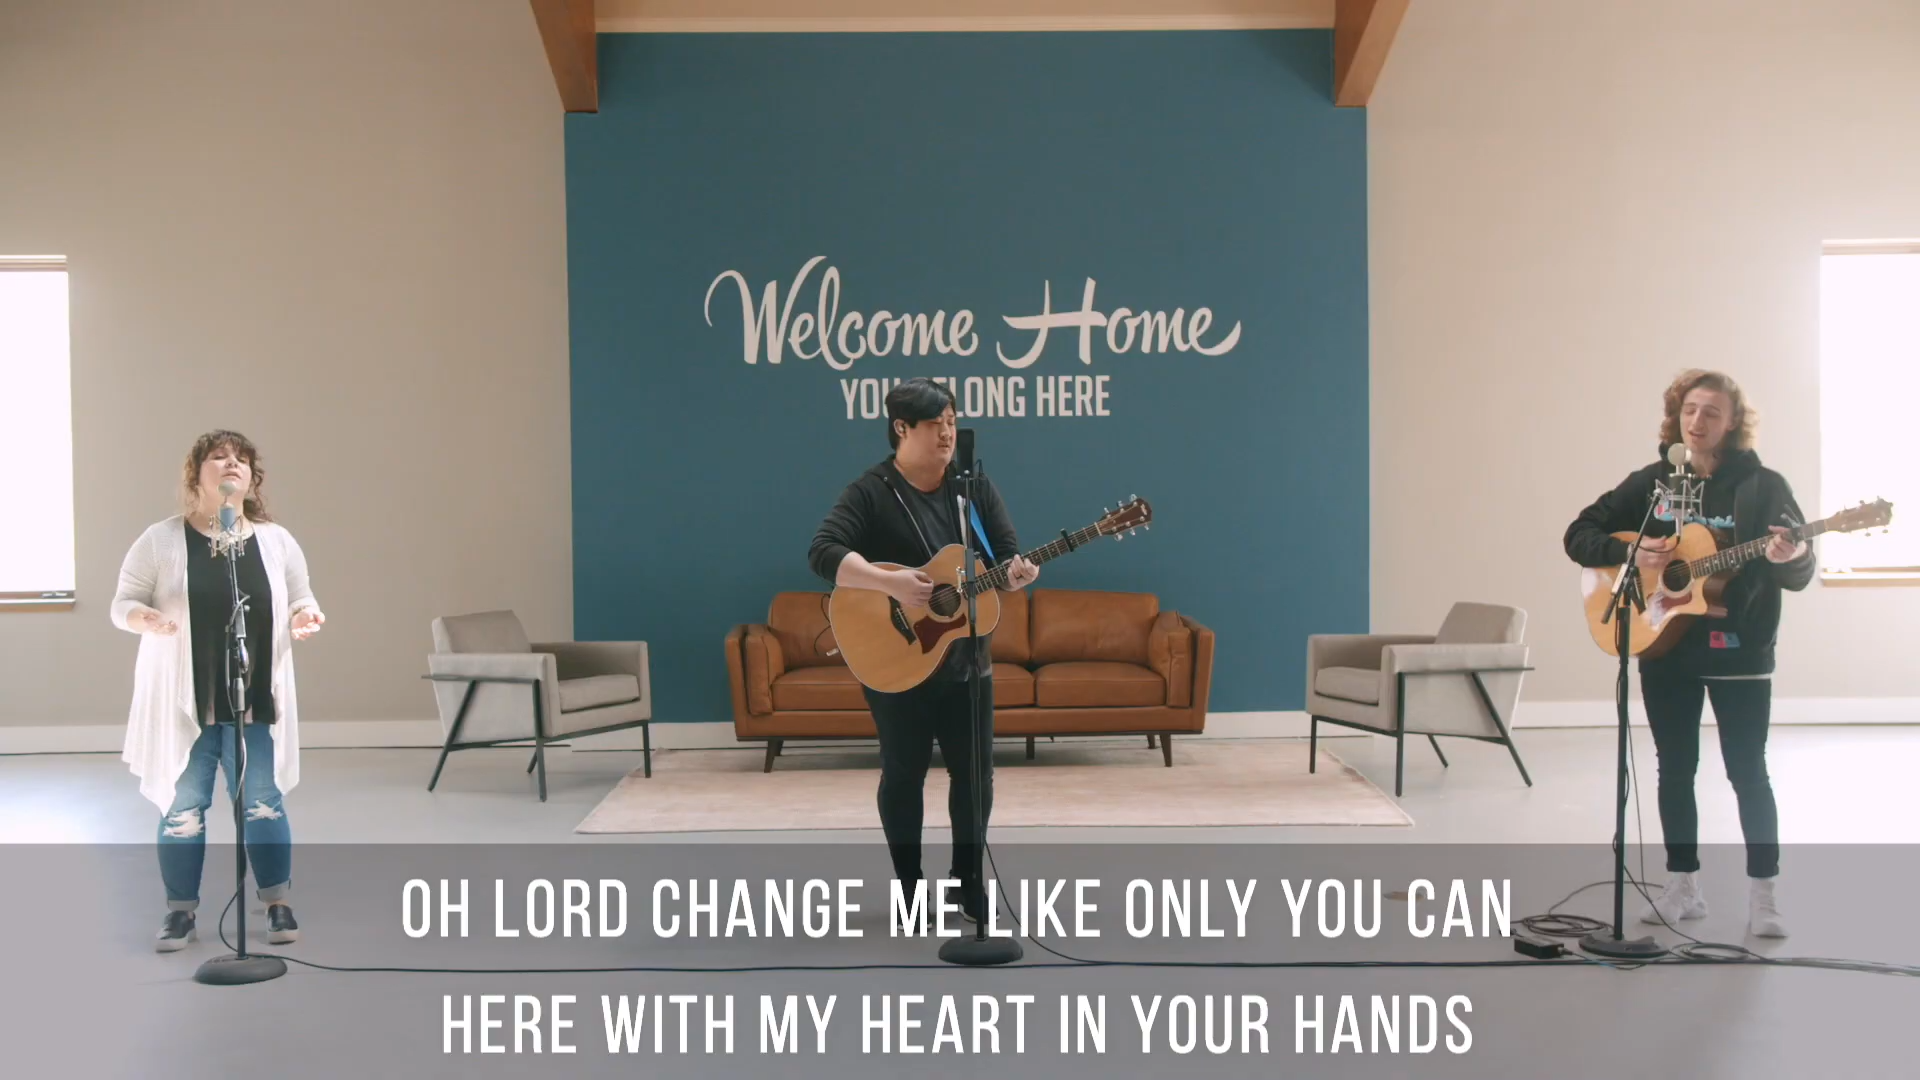 Welcome Home
YOU BELONG HERE
OH LORD CHANGE ME LIKE ONLY YOU CAN
HERE WITH MY HEART IN YOUR HANDS